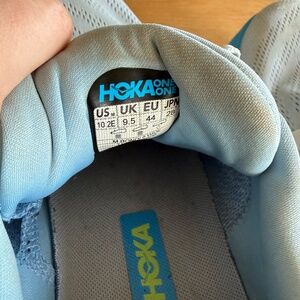 HOKA ONE ONE
US M UK EU JPN
10 2E 9.5 44 28
HOKA